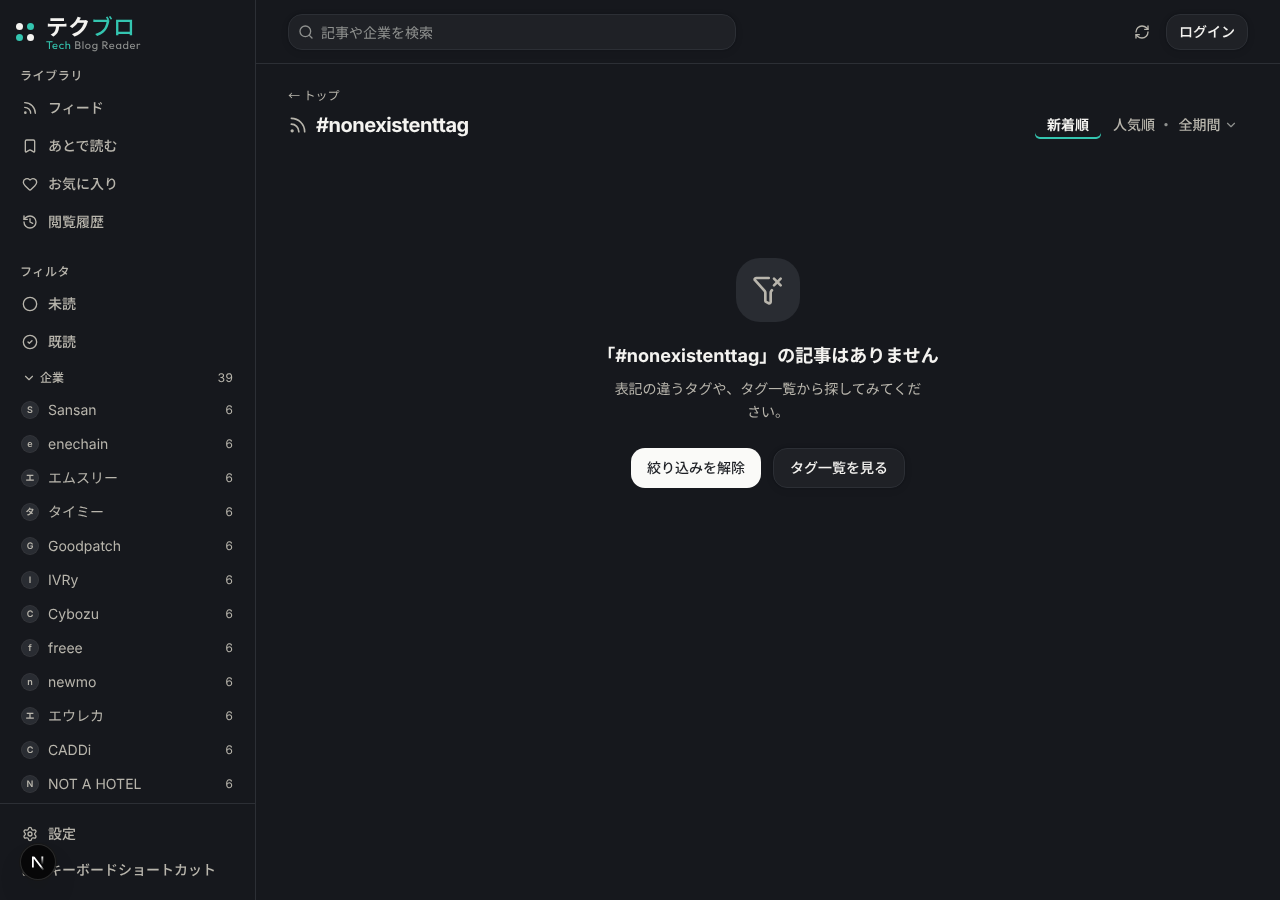 テクブロ
Tech Blog Reader
記事や企業を検索
ログイン
ライブラリ
フィード
あとで読む
お気に入り
閲覧履歴
フィルタ
未読
既読
企業 39
S Sansan 6
e enechain 6
エ エムスリー 6
タ タイミー 6
G Goodpatch 6
I IVRy 6
C Cybozu 6
f freee 6
n newmo 6
エ エウレカ 6
C CADDi 6
N NOT A HOTEL 6
設定
N キーボードショートカット
← トップ
#nonexistenttag
新着順 人気順 • 全期間
「#nonexistenttag」の記事はありません
表記の違うタグや、タグ一覧から探してみてくだ
さい。
絞り込みを解除 タグ一覧を見る